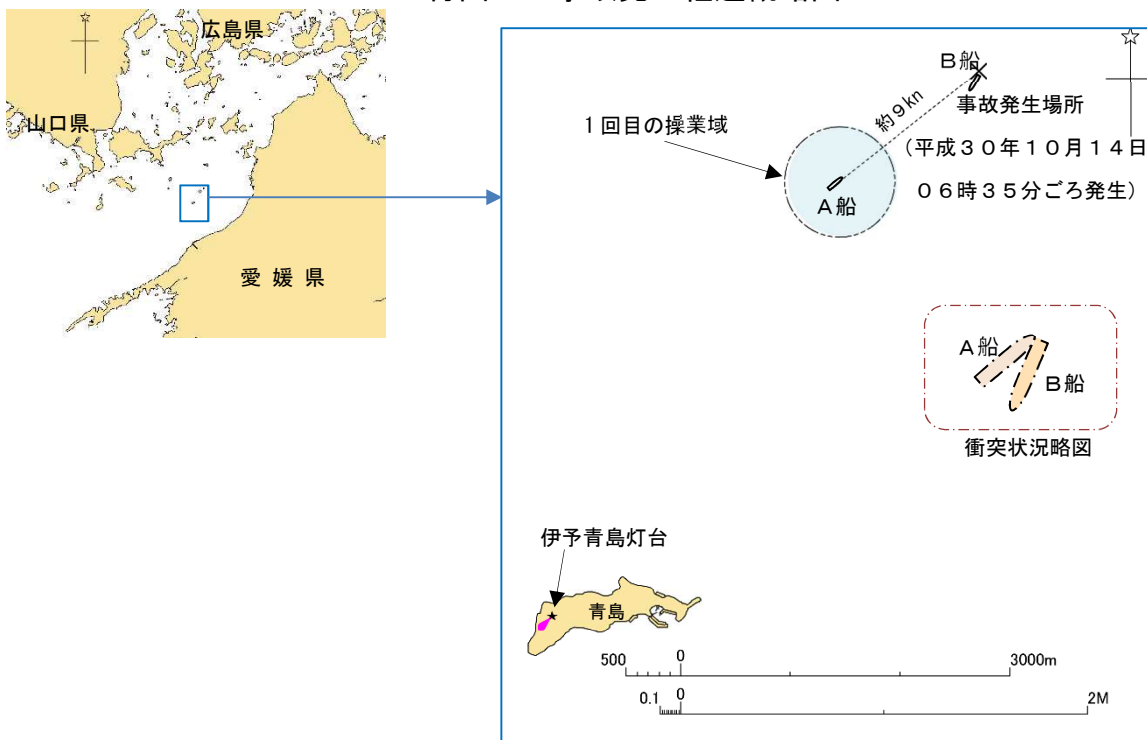 広島県
山口県
愛媛県
B船
約9kn
事故発生場所
(平成30年10月14日
06時35分ごろ発生)
1回目の操業域
A船
A船
B船
衝突状況略図
伊予青島灯台
青島
500 0 3000m
0.1 0 2M